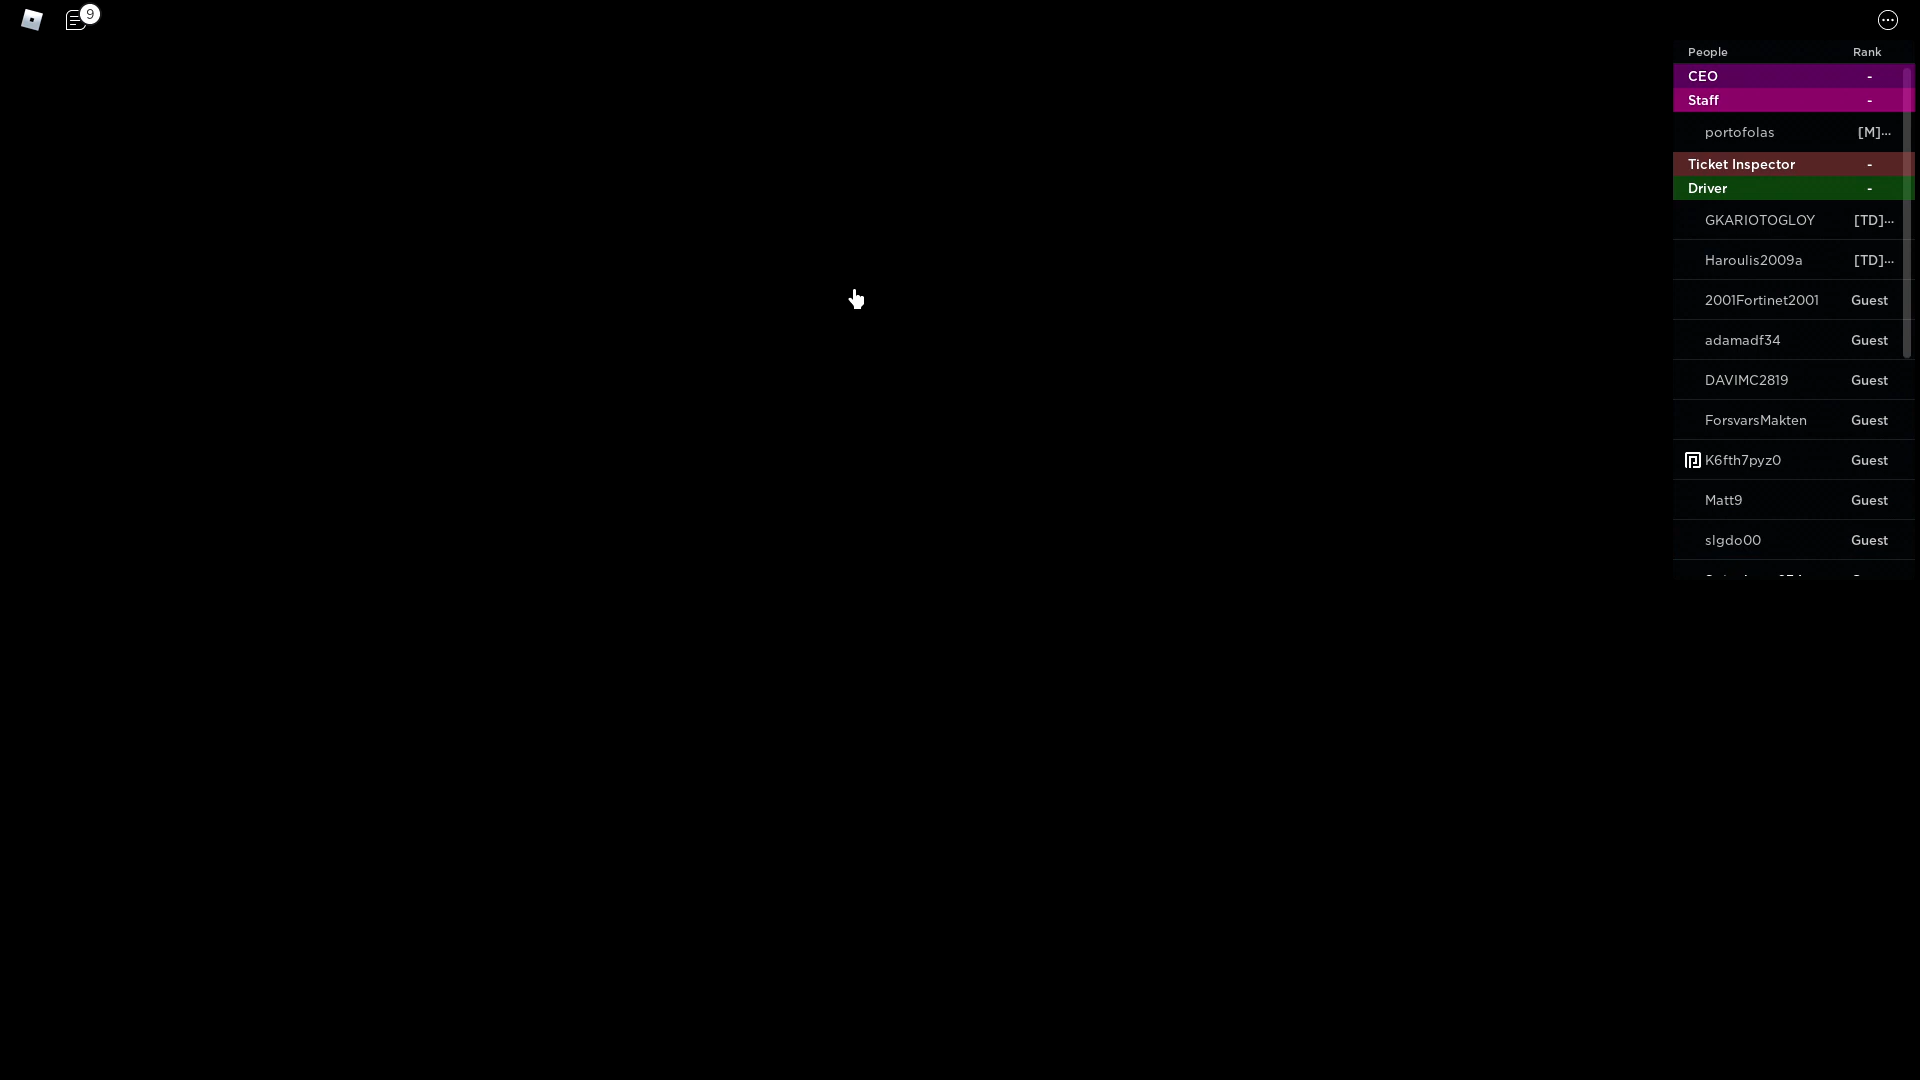 9
People Rank
CEO -
Staff -
portofolas [M]...
Ticket Inspector -
Driver -
GKARIOTOGLOY [TD]...
Haroulis2009a [TD]...
2001Fortinet2001 Guest
adamadf34 Guest
DAVIMC2819 Guest
ForsvarsMakten Guest
K6fth7pyz0 Guest
Matt9 Guest
slgdo00 Guest